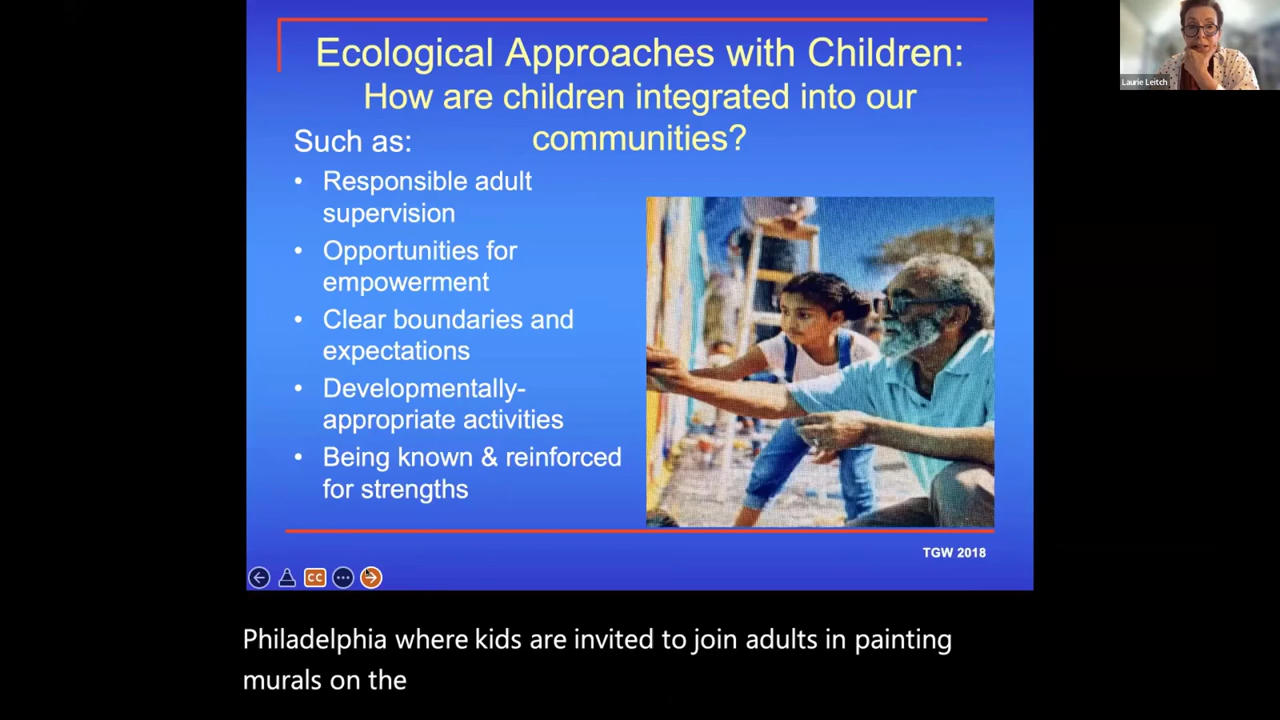 Ecological Approaches with Children:
How are children integrated into our
communities?
Such as:
• Responsible adult
supervision
• Opportunities for
empowerment
• Clear boundaries and
expectations
• Developmentally-
appropriate activities
• Being known & reinforced
for strengths
TGW 2018
CC
Laurie Leitch
Philadelphia where kids are invited to join adults in painting
murals on the